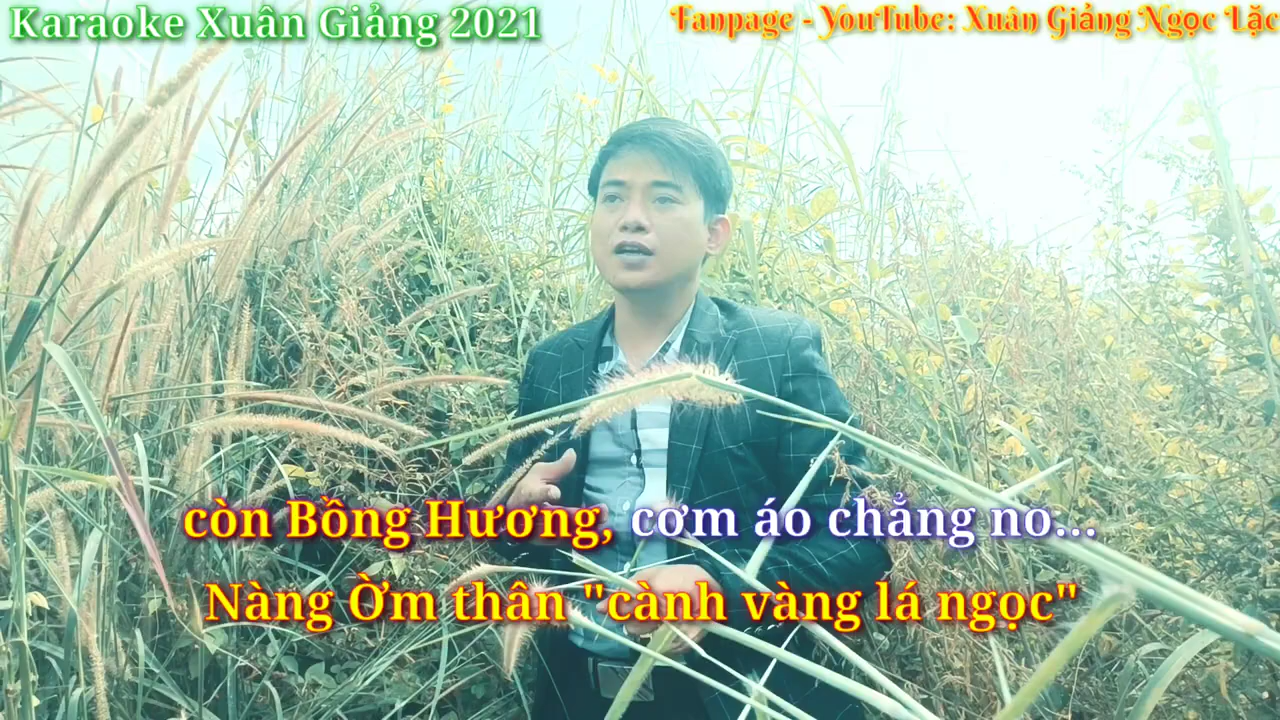 Karaoke Xuân Giảng 2021
Fanpage - YouTube: Xuân Giảng Ngọc Lặc
còn Bồng Hương, cơm áo chẳng no...
Nàng Ờm thân "cành vàng lá ngọc"